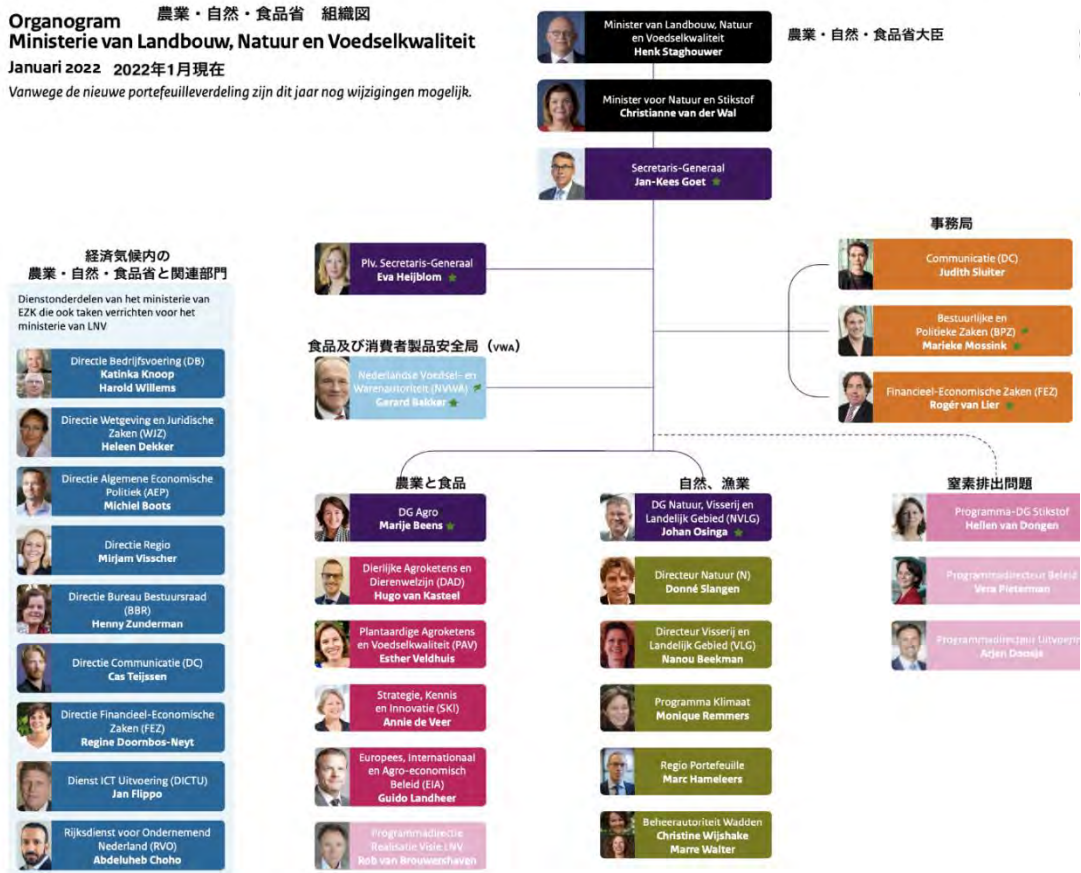 Organogram
農業・自然・食品省 組織図
Ministerie van Landbouw, Natuur en Voedselkwaliteit
Januari 2022 2022年1月現在
Vanwege de nieuwe portefeuilleverdeling zijn dit jaar nog wijzigingen mogelijk.
Minister van Landbouw, Natuur
en Voedselkwaliteit
Henk Staghouwer
農業・自然・食品省大臣
Minister voor Natuur en Stikstof
Christianne van der Wal
Secretaris-Generaal
Jan-Kees Goet
Plv. Secretaris-Generaal
Eva Heijblom
事務局
Communicatie (DC)
Judith Sluiter
Bestuurlijke en
Politieke Zaken (BPZ)
Marieke Mossink
Financieel-Economische Zaken (FEZ)
Rogér van Lier
食品及び消費者製品安全局 (VWA)
Nederlandse Voedsel- en
Warenautoriteit (NVWA)
Gerard Bakker
経済気候内の
農業・自然・食品省と関連部門
Dienstonderdelen van het ministerie van
EZK die ook taken verrichten voor het
ministerie van LNV
Directie Bedrijfsvoering (DB)
Katinka Knoop
Harold Willems
Directie Wetgeving en Juridische
Zaken (WJZ)
Heleen Dekker
Directie Algemene Economische
Politiek (AEP)
Michiel Boots
Directie Regio
Mirjam Visscher
Directie Bureau Bestuursraad
(BBR)
Henny Zunderman
Directie Communicatie (DC)
Cas Teijssen
Directie Financieel-Economische
Zaken (FEZ)
Regine Doornbos-Neyt
Dienst ICT Uitvoering (DICTU)
Jan Flippo
Rijksdienst voor Ondernemend
Nederland (RVO)
Abdeluheb Choho
農業と食品
DG Agro
Marije Beens
Dierlijke Agroketens en
Dierenwelzijn (DAD)
Hugo van Kasteel
Plantaardige Agroketens
en Voedselkwaliteit (PAV)
Esther Veldhuis
Strategie, Kennis
en Innovatie (SKI)
Annie de Veer
Europees, Internationaal
en Agro-economisch
Beleid (EIA)
Guido Landheer
Programmadirectie
Realisatie Visie LNV
Rob van Brouwershaven
自然、漁業
DG Natuur, Visserij en
Landelijk Gebied (NVLG)
Johan Osinga
Directeur Natuur (N)
Donné Slangen
Directeur Visserij en
Landelijk Gebied (VLG)
Nanou Beekman
Programma Klimaat
Monique Remmers
Regio Portefeuille
Marc Hameleers
Beheerautoriteit Wadden
Christine Wijshake
Marre Walter
窒素排出問題
Programma-DG Stikstof
Hellen van Dongen
Programmadirecteur Beleid
Vera Pieterman
Programmadirecteur
Arjen